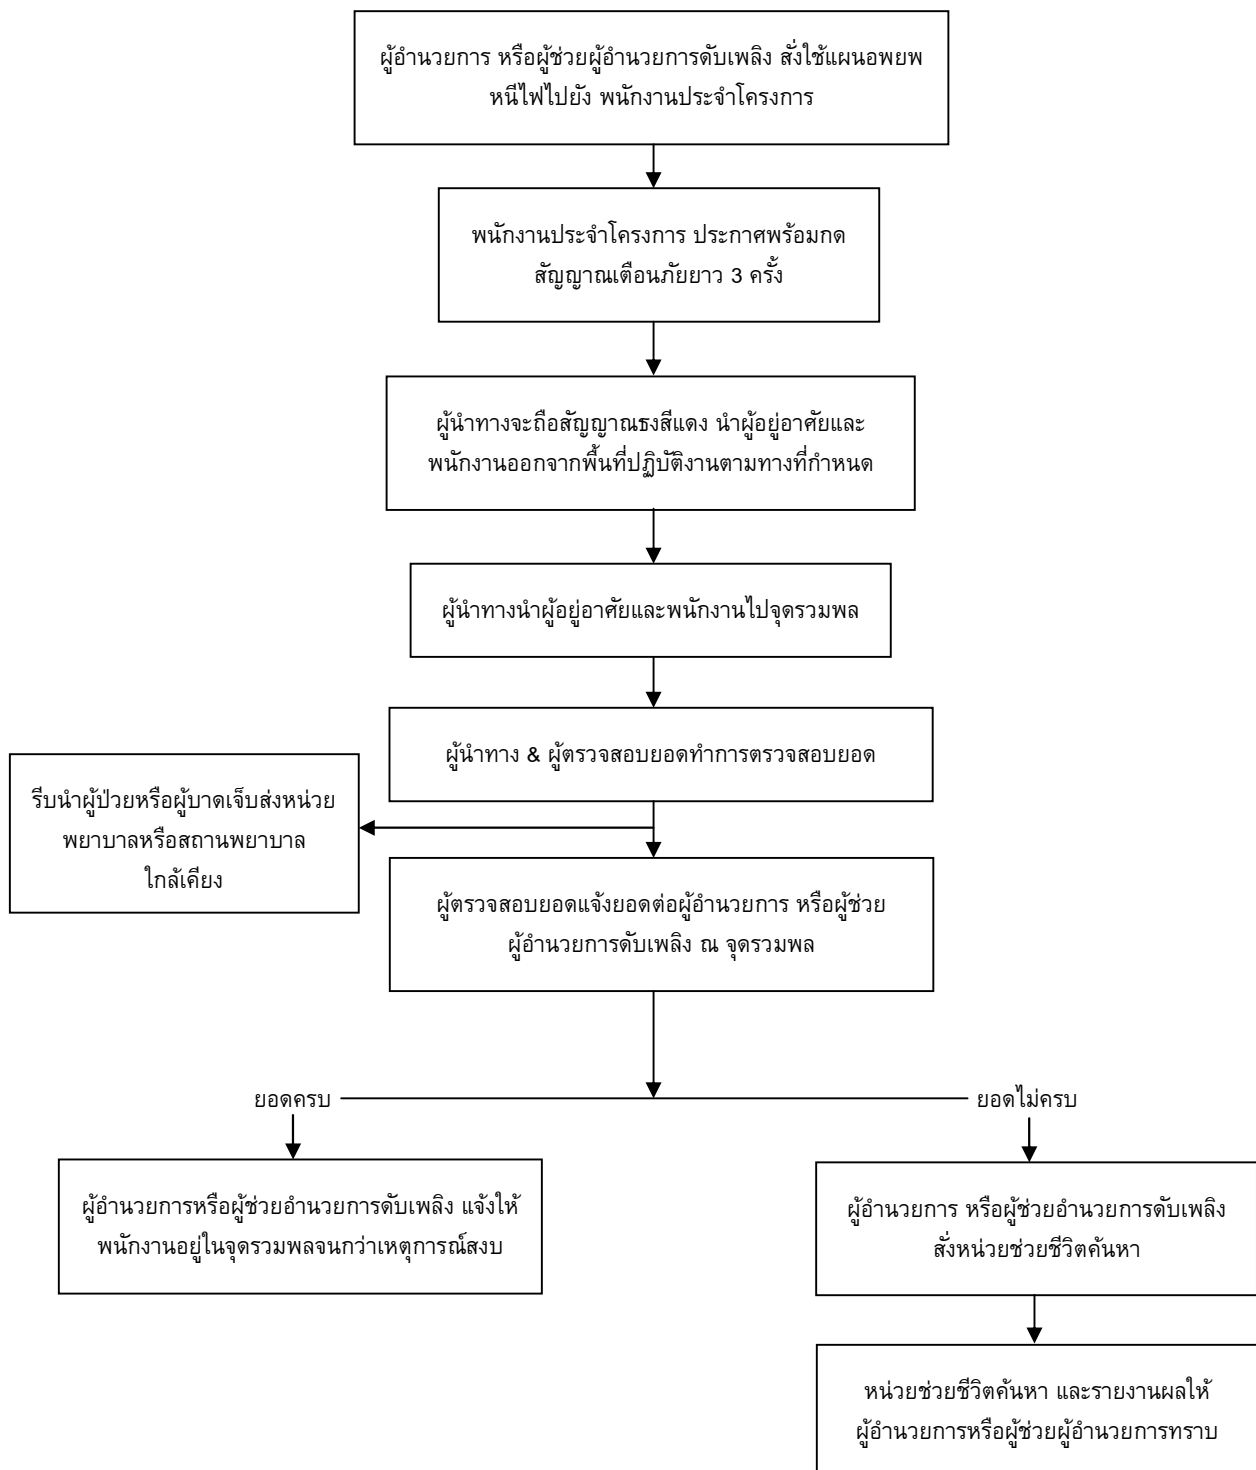 ผู้อำนวยการ หรือผู้ช่วยผู้อำนวยการดับเพลิง สั่งใช้แผนอพยพ
หนีไฟไปยัง พนักงานประจำโครงการ
พนักงานประจำโครงการ ประกาศพร้อมกด
สัญญาณเตือนภัยยาว 3 ครั้ง
ผู้นำทางจะถือสัญญาณธงสีแดง นำผู้อยู่อาศัยและ
พนักงานออกจากพื้นที่ปฏิบัติงานตามทางที่กำหนด
ผู้นำทางนำผู้อยู่อาศัยและพนักงานไปจุดรวมพล
ผู้นำทาง & ผู้ตรวจสอบยอดทำการตรวจสอบยอด
รีบนำผู้ป่วยหรือผู้บาดเจ็บส่งหน่วย
พยาบาลหรือสถานพยาบาล
ใกล้เคียง
ผู้ตรวจสอบยอดแจ้งยอดต่อผู้อำนวยการ หรือผู้ช่วย
ผู้อำนวยการดับเพลิง ณ จุดรวมพล
ยอดครบ
ยอดไม่ครบ
ผู้อำนวยการหรือผู้ช่วยอำนวยการดับเพลิง แจ้งให้
พนักงานอยู่ในจุดรวมพลจนกว่าเหตุการณ์สงบ
ผู้อำนวยการ หรือผู้ช่วยอำนวยการดับเพลิง
สั่งหน่วยช่วยชีวิตค้นหา
หน่วยช่วยชีวิตค้นหา และรายงานผลให้
ผู้อำนวยการหรือผู้ช่วยผู้อำนวยการทราบ